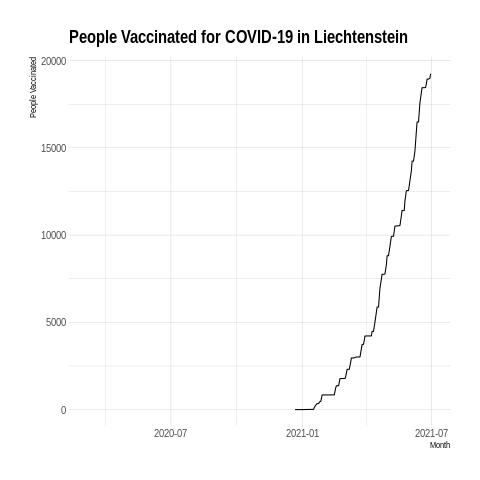 People Vaccinated for COVID-19 in Liechtenstein
People Vaccinated
20000
15000
10000
5000
0
2020-07
2021-01
2021-07
Month